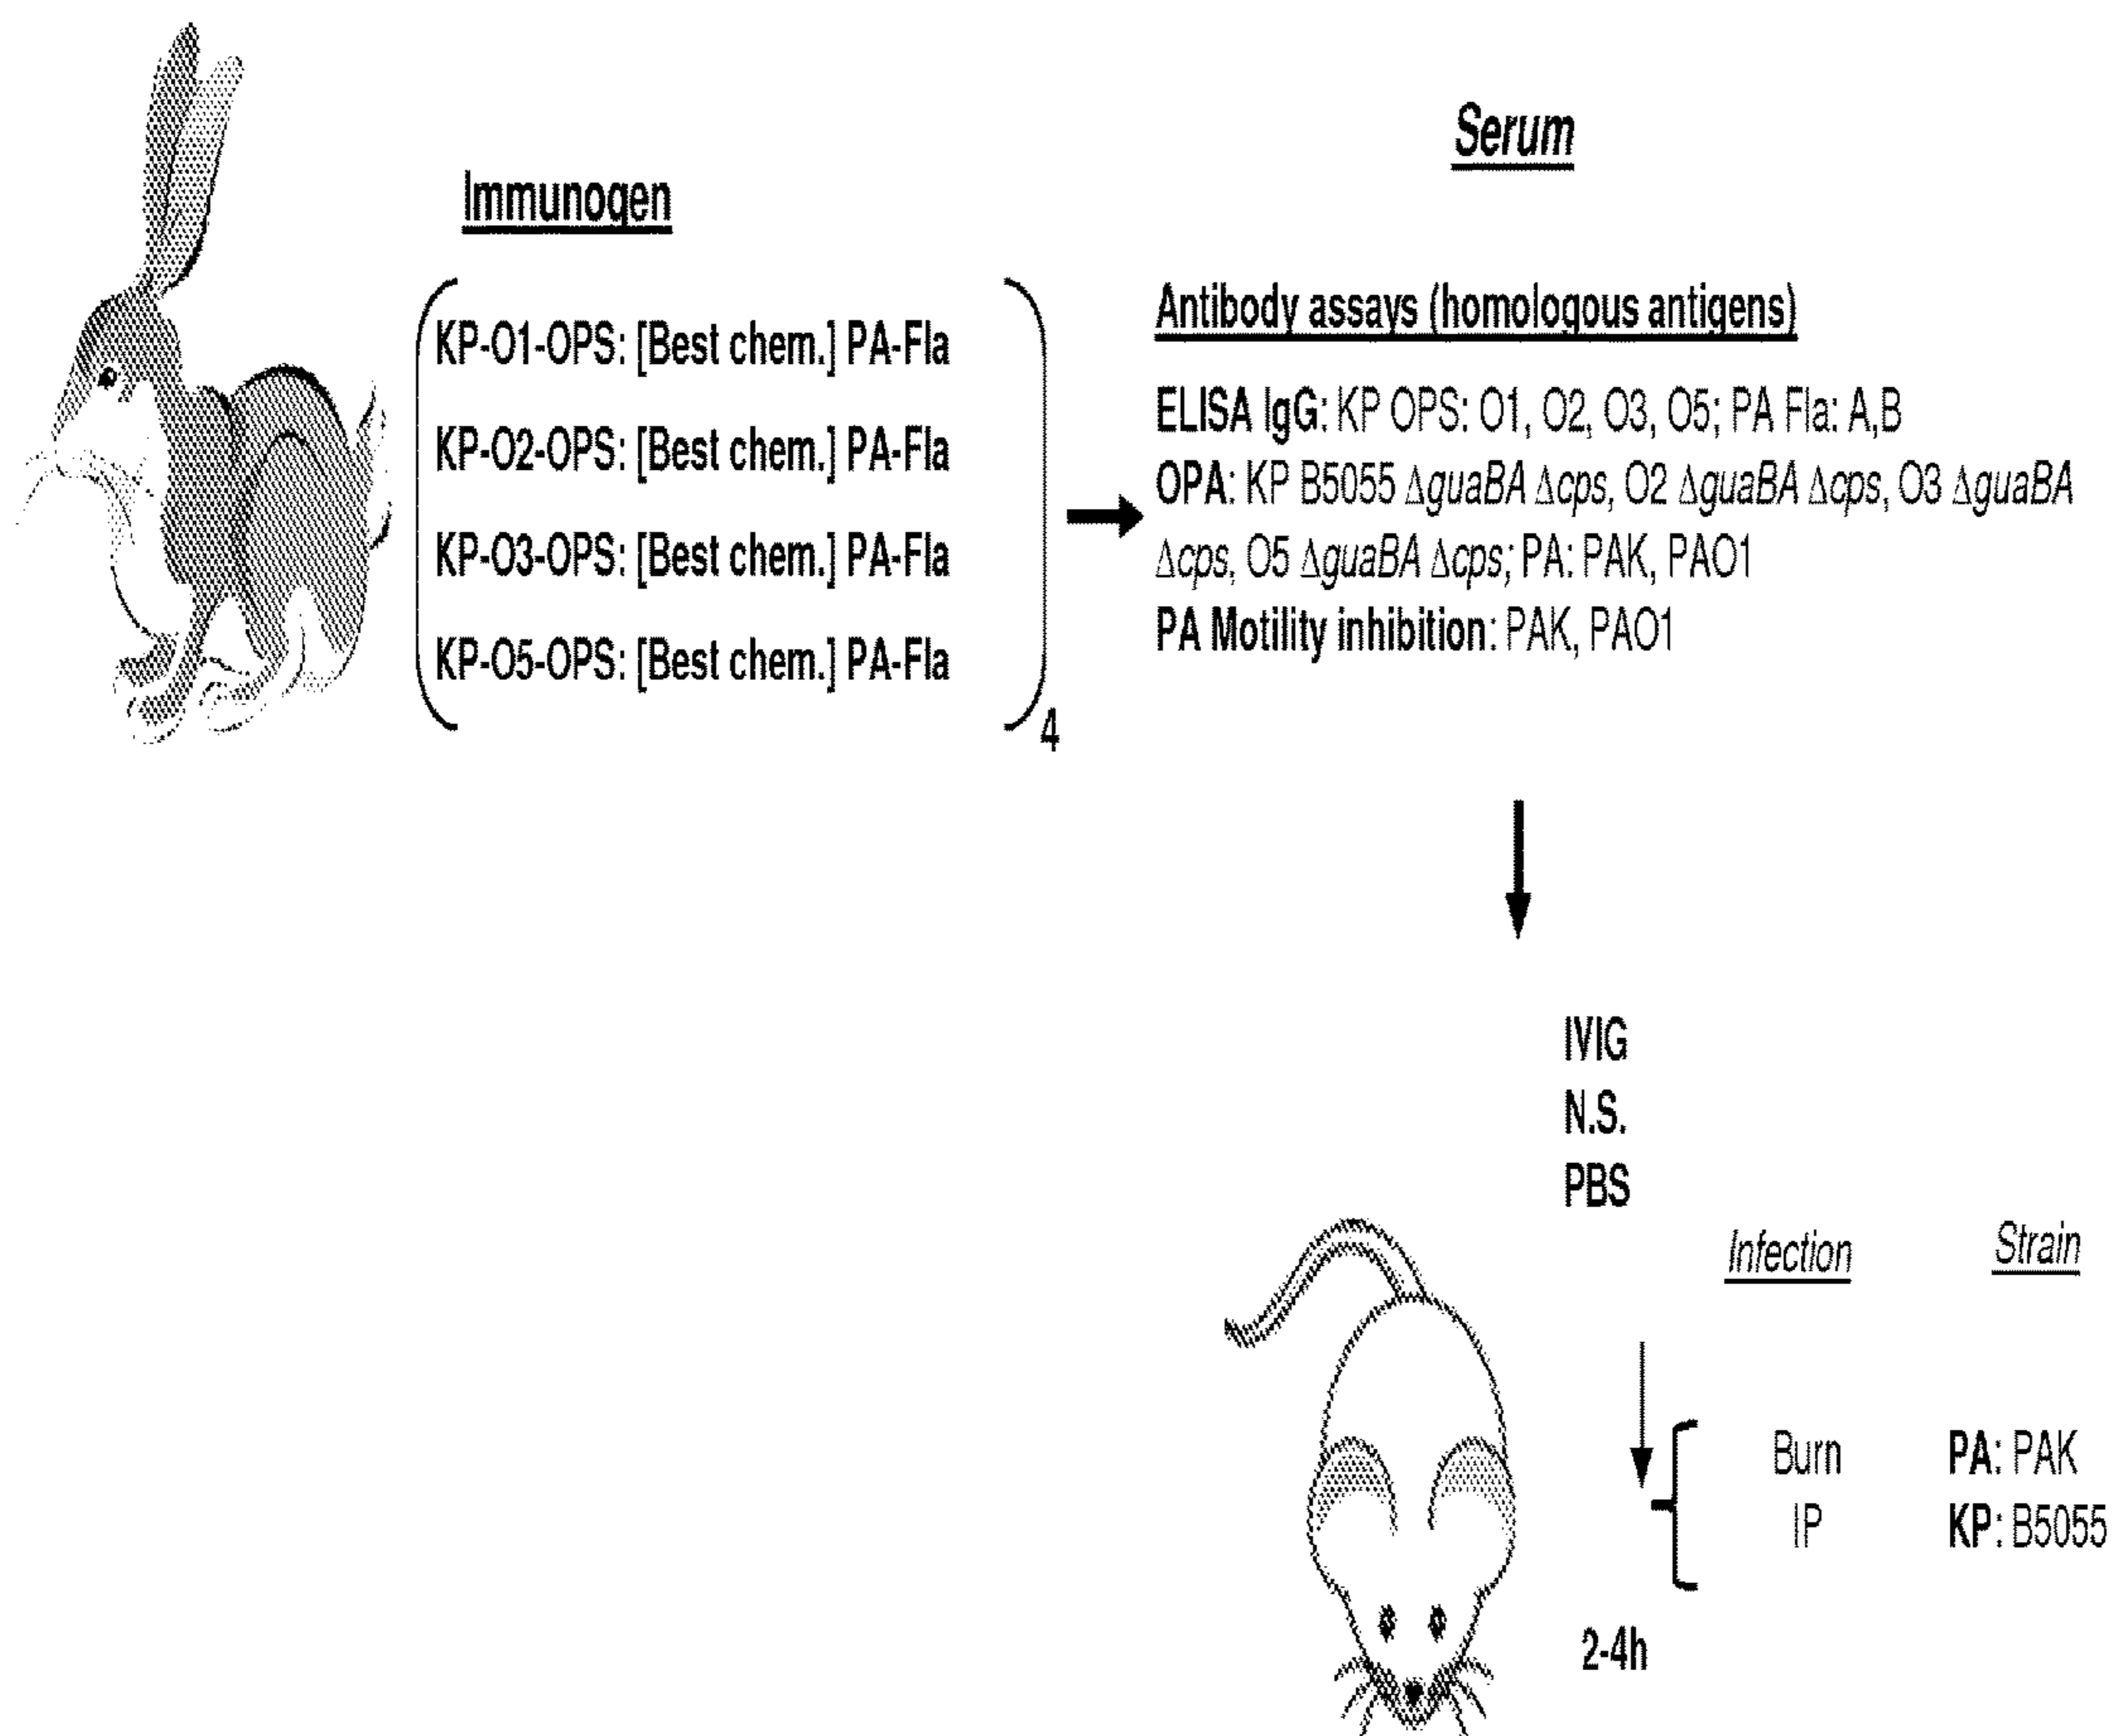 Immunogen
KP-O1-OPS: [Best chem.] PA-Fla
KP-O2-OPS: [Best chem.] PA-Fla
KP-O3-OPS: [Best chem.] PA-Fla
KP-O5-OPS: [Best chem.] PA-Fla
4
Serum
Antibody assays (homologous antigens)
ELISA IgG: KP OPS: O1, O2, O3, O5; PA Fla: A,B
OPA: KP B5055 ΔguaBA Δcps, O2 ΔguaBA Δcps, O3 ΔguaBA
Δcps, O5 ΔguaBA Δcps; PA: PAK, PAO1
PA Motility inhibition: PAK, PAO1
IVIG
N.S.
PBS
Infection Strain
Burn PA: PAK
IP KP: B5055
2-4h